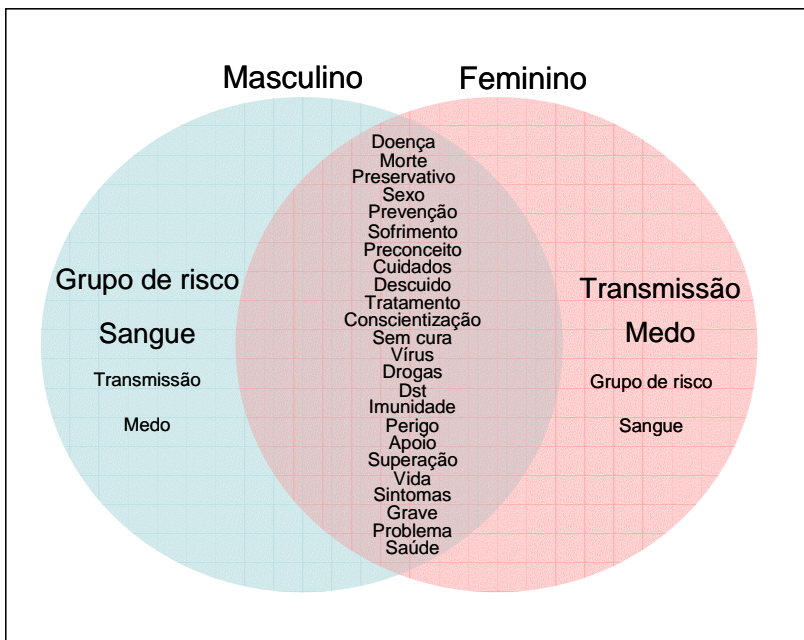 Masculino
Feminino
Doença
Morte
Preservativo
Sexo
Prevenção
Sofrimento
Preconceito
Cuidados
Descuido
Tratamento
Conscientização
Sem cura
Vírus
Drogas
Dst
Imunidade
Perigo
Apoio
Superação
Vida
Sintomas
Grave
Problema
Saúde
Grupo de risco
Sangue
Transmissão
Medo
Transmissão
Medo
Grupo de risco
Sangue